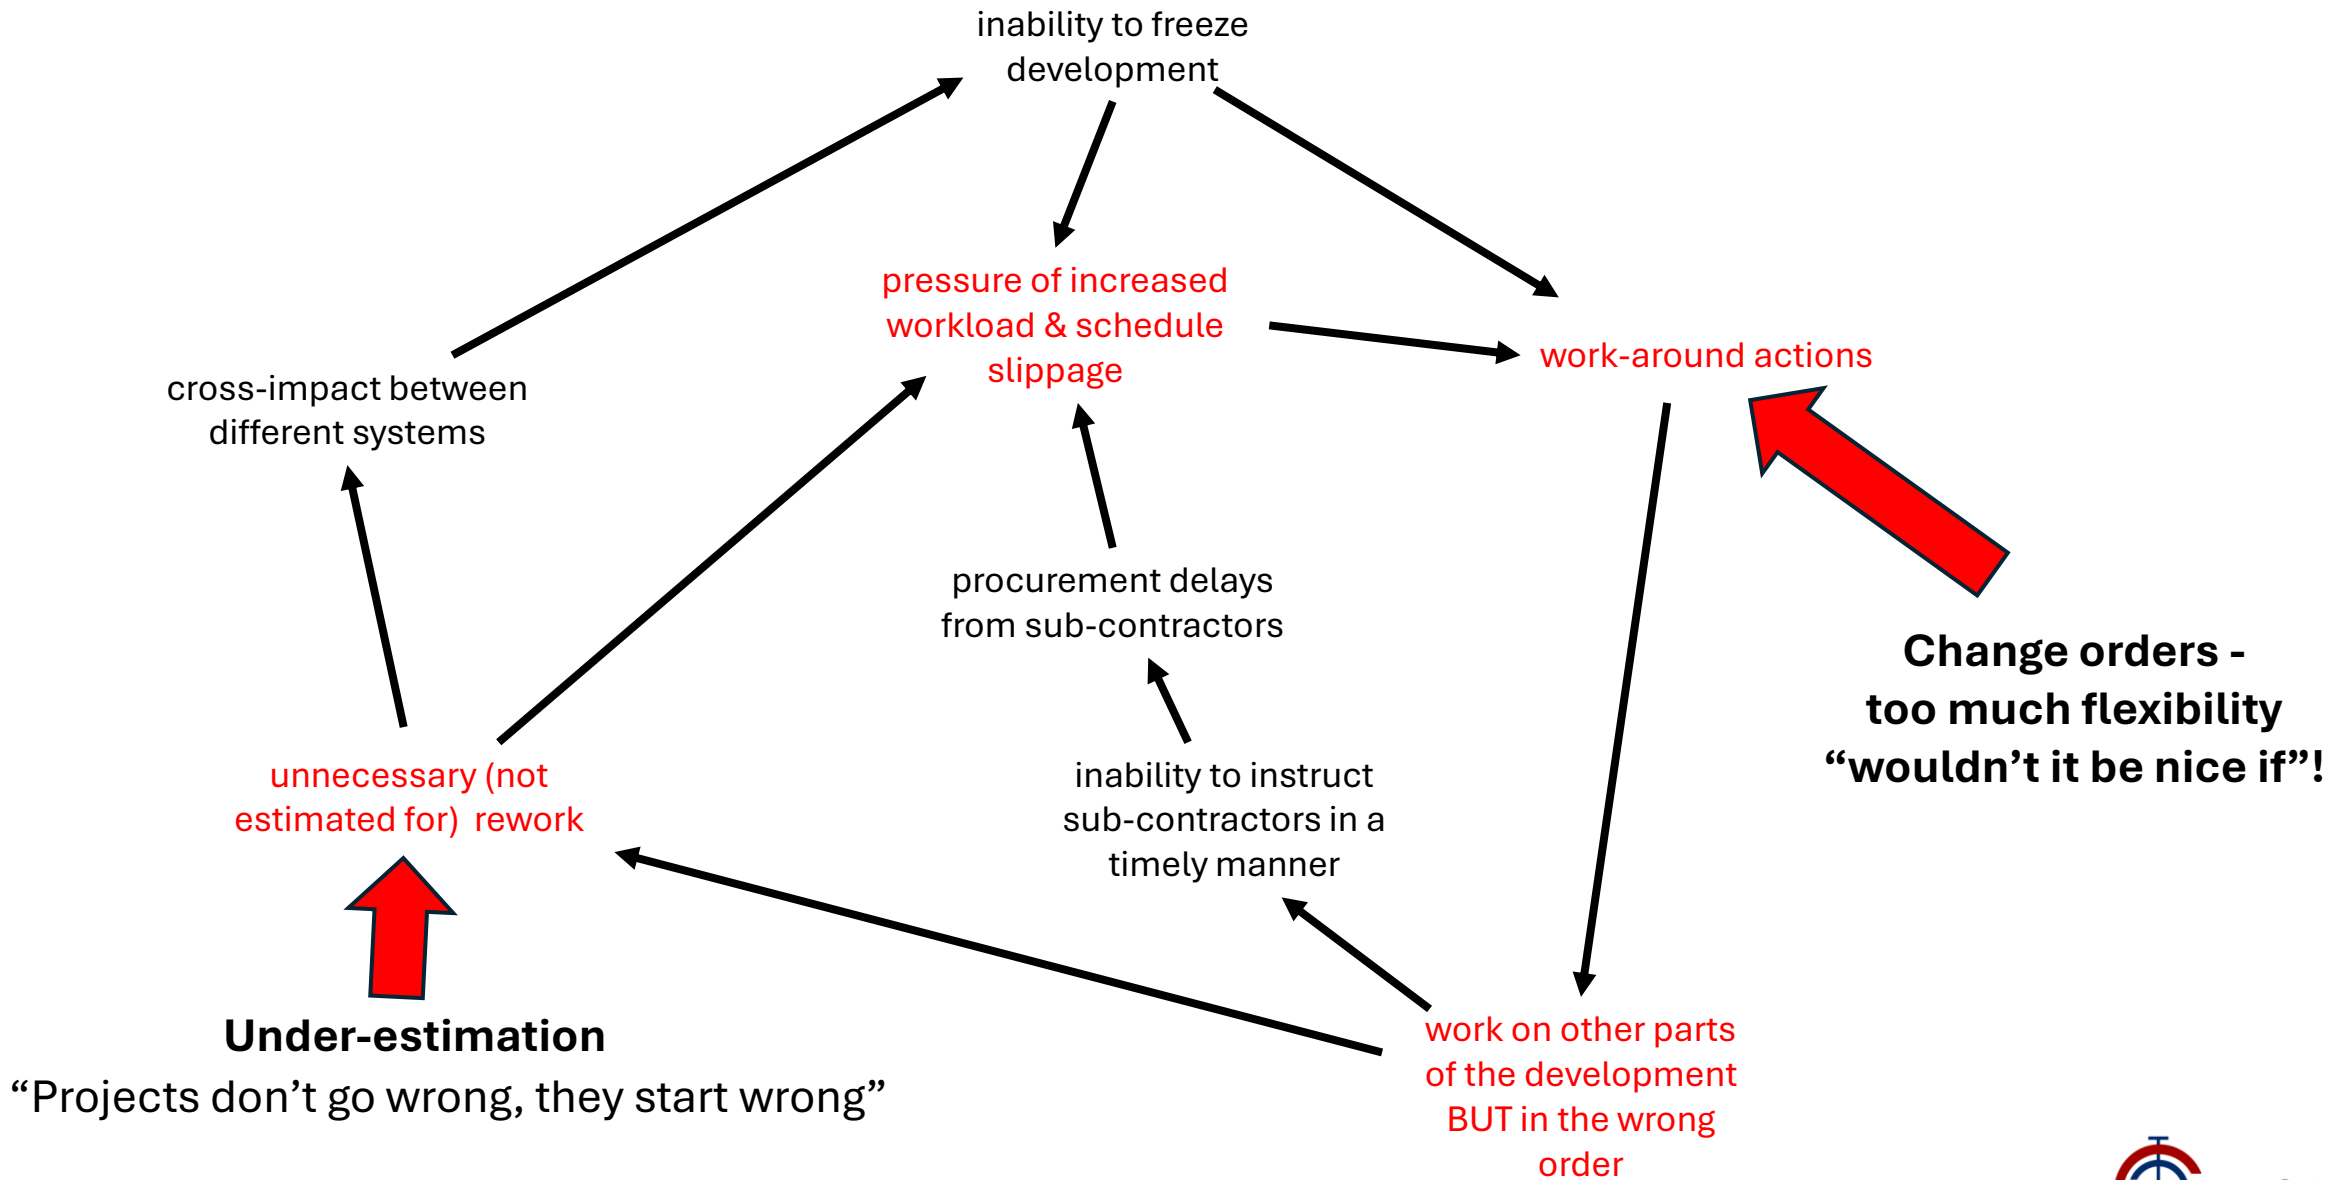 inability to freeze
development
pressure of increased
workload & schedule
slippage
work-around actions
cross-impact between
different systems
procurement delays
from sub-contractors
Change orders -
too much flexibility
“wouldn’t it be nice if”!
unnecessary (not
estimated for)  rework
inability to instruct
sub-contractors in a
timely manner
Under-estimation
“Projects don’t go wrong, they start wrong”
work on other parts
of the development
BUT in the wrong
order